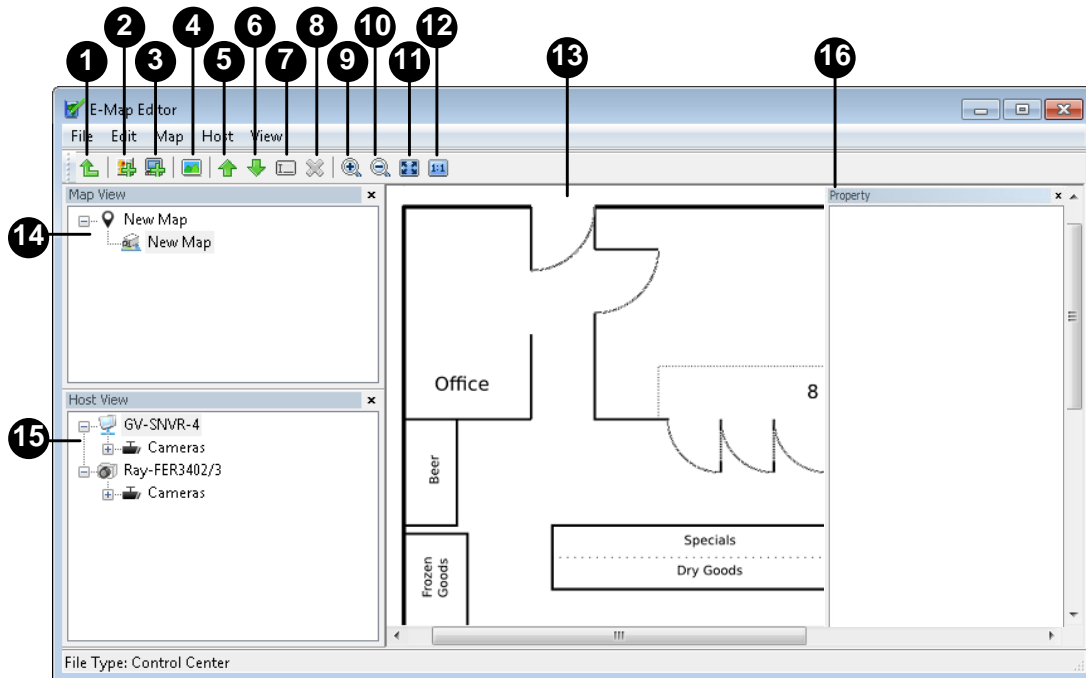 2 4 6 8 10 12
1 3 5 7 9 11 13 16
E-Map Editor
File Edit Map Host View
1:1
Map View
Property
14
New Map
New Map
Office
8
Host View
15
GV-SNVR-4
Cameras
Ray-FER3402/3
Cameras
Beer
Specials
Dry Goods
Frozen
Goods
File Type: Control Center